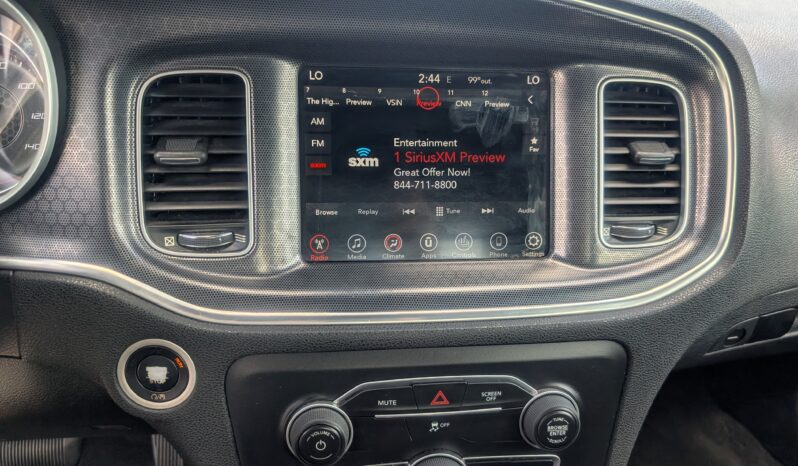 LO 2:44 E 99°out. LO
7 8 9 10 11 12
The Hig... Preview VSiN Preview CNN Preview
AM
FM
sxm
sxm
Entertainment
1 SiriusXM Preview
Great Offer Now!
844-711-8800
Fav
Browse Replay Tune Audio
Radio Media Climate Apps Controls Phone Settings
100
120
140
STOP
MUTE SCREEN OFF
OFF
VOLUME
TUNE
BROWSE
ENTER
SCROLL